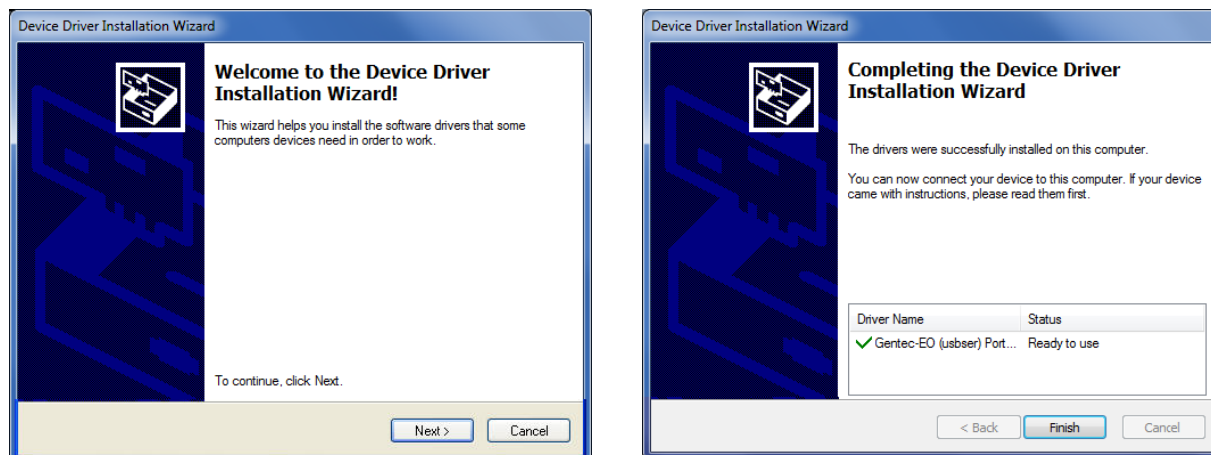 Device Driver Installation Wizard
Welcome to the Device Driver
Installation Wizard!
This wizard helps you install the software drivers that some
computers devices need in order to work.
To continue, click Next.
Next >
Cancel
Device Driver Installation Wizard
Completing the Device Driver
Installation Wizard
The drivers were successfully installed on this computer.
You can now connect your device to this computer. If your device
came with instructions, please read them first.
Driver Name Status
Gentec-EO (usbser) Port... Ready to use
< Back
Finish
Cancel